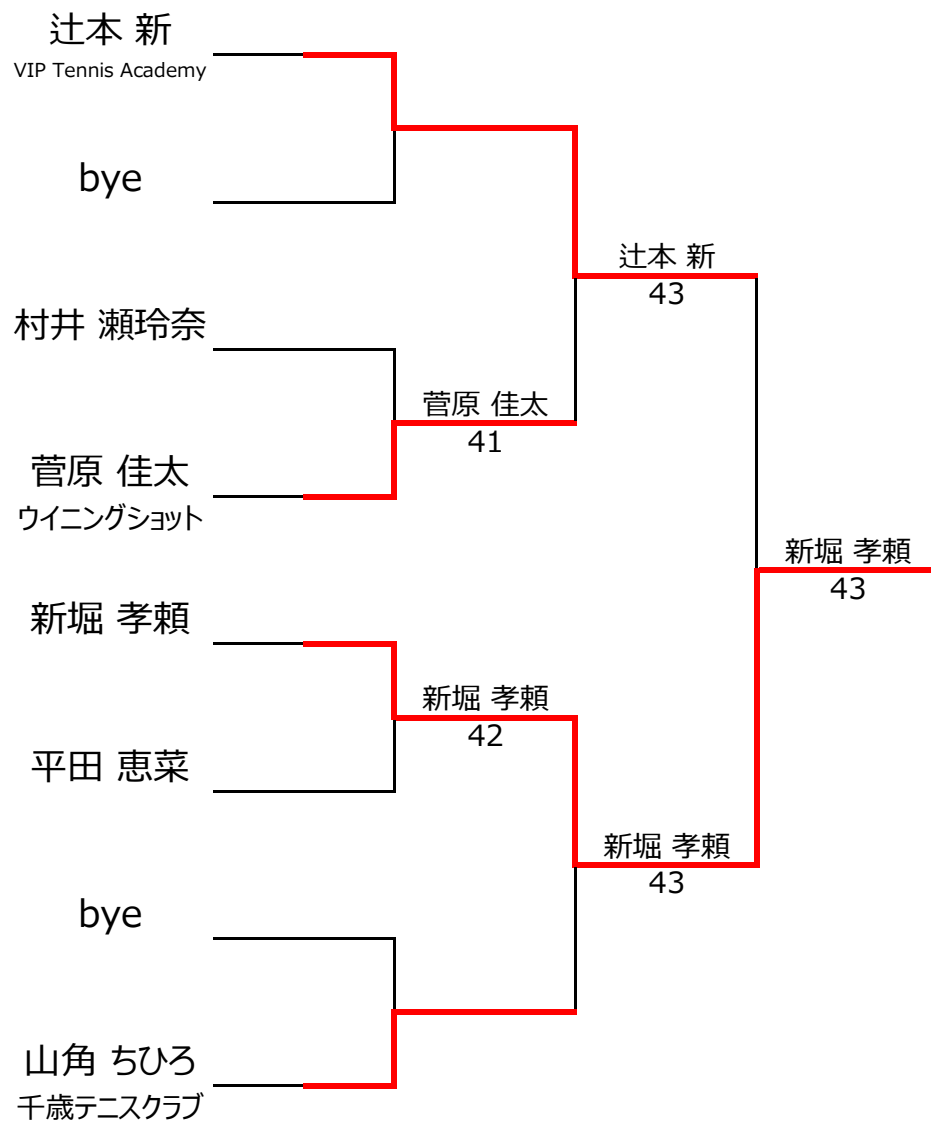 辻本 新
VIP Tennis Academy
bye
村井 瀬玲奈
菅原 佳太
ウイニングショット
新堀 孝頼
平田 恵菜
bye
山角 ちひろ
千歳テニスクラブ
菅原 佳太
41
新堀 孝頼
42
辻本 新
43
新堀 孝頼
43
新堀 孝頼
43